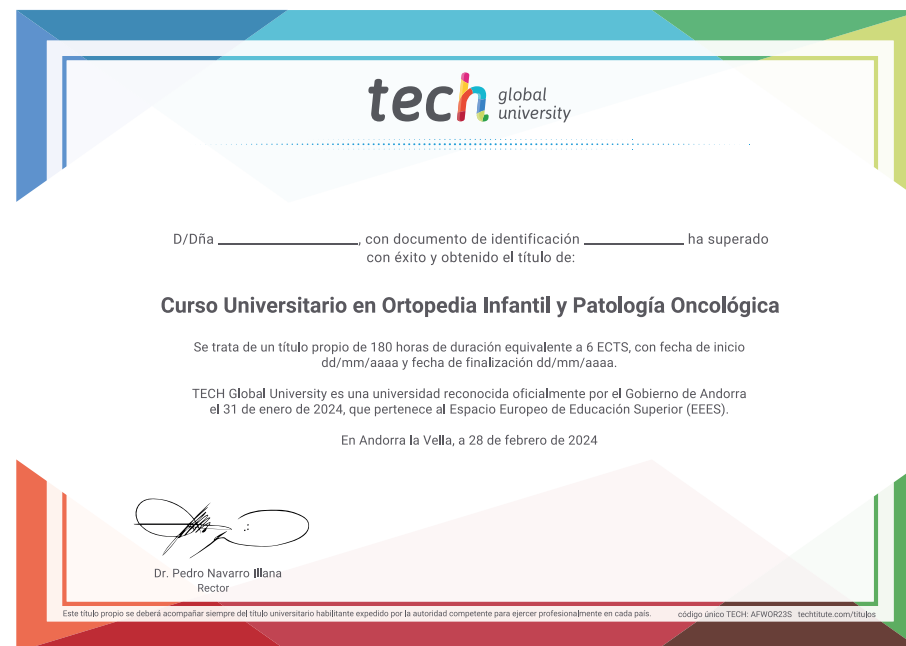 tech global
university
D/Dña ____________________, con documento de identificación ______________ ha superado
con éxito y obtenido el título de:
Curso Universitario en Ortopedia Infantil y Patología Oncológica
Se trata de un título propio de 180 horas de duración equivalente a 6 ECTS, con fecha de inicio
dd/mm/aaaa y fecha de finalización dd/mm/aaaa.
TECH Global University es una universidad reconocida oficialmente por el Gobierno de Andorra
el 31 de enero de 2024, que pertenece al Espacio Europeo de Educación Superior (EEES).
En Andorra la Vella, a 28 de febrero de 2024
Dr. Pedro Navarro Illana
Rector
Este título propio se deberá acompañar siempre del título universitario habilitante expedido por la autoridad competente para ejercer profesionalmente en cada país. código único TECH: AFWOR23S techtitute.com/titulos